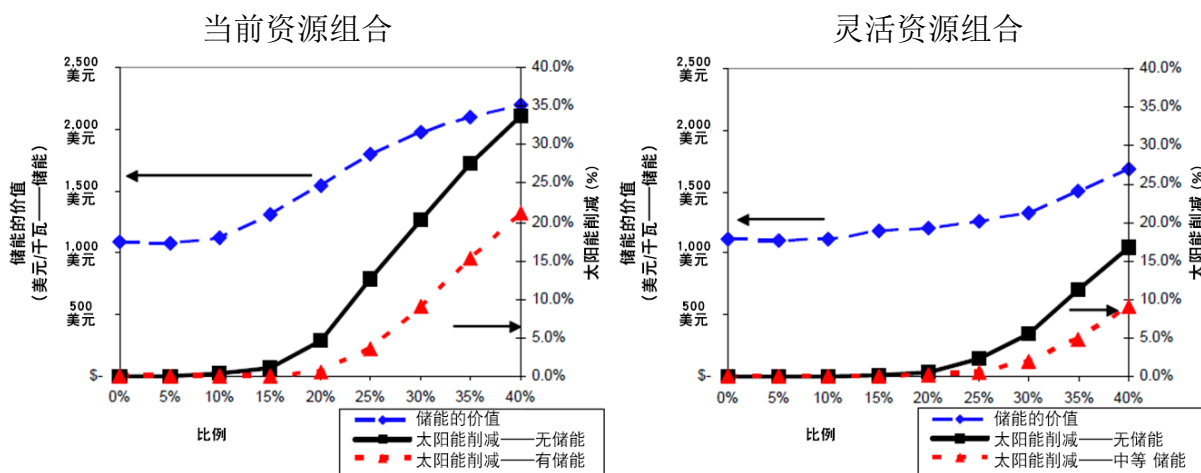 当前资源组合
2,500
美元
2,000
美元
1,500
美元
1,000
美元
500
美元
$-
储能的价值
(美元/千瓦——储能)
40.0%
35.0%
30.0%
25.0%
20.0%
15.0%
10.0%
5.0%
0.0%
太阳能削减 (%)
0% 5% 10% 15% 20% 25% 30% 35% 40%
比例
储能的价值
太阳能削减——无储能
太阳能削减——有储能
灵活资源组合
2,500
美元
2,000
美元
1,500
美元
1,000
美元
500
美元
$-
储能的价值
(美元/千瓦——储能)
40.0%
35.0%
30.0%
25.0%
20.0%
15.0%
10.0%
5.0%
0.0%
太阳能削减 (%)
0% 5% 10% 15% 20% 25% 30% 35% 40%
比例
储能的价值
太阳能削减——无储能
太阳能削减——中等 储能